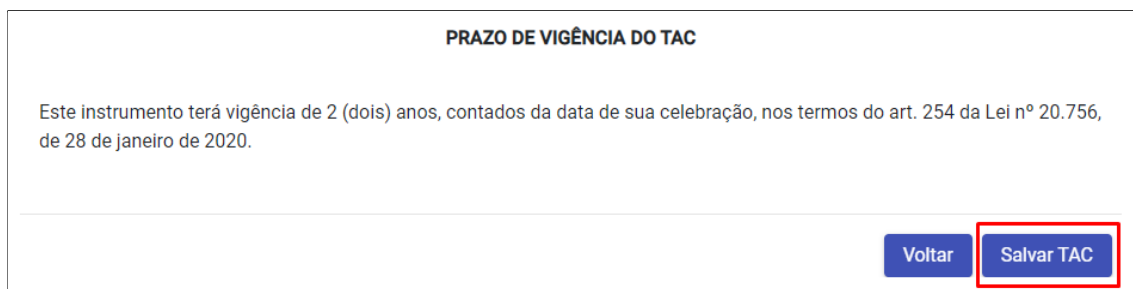 PRAZO DE VIGÊNCIA DO TAC
Este instrumento terá vigência de 2 (dois) anos, contados da data de sua celebração, nos termos do art. 254 da Lei nº 20.756,
de 28 de janeiro de 2020.
Voltar Salvar TAC